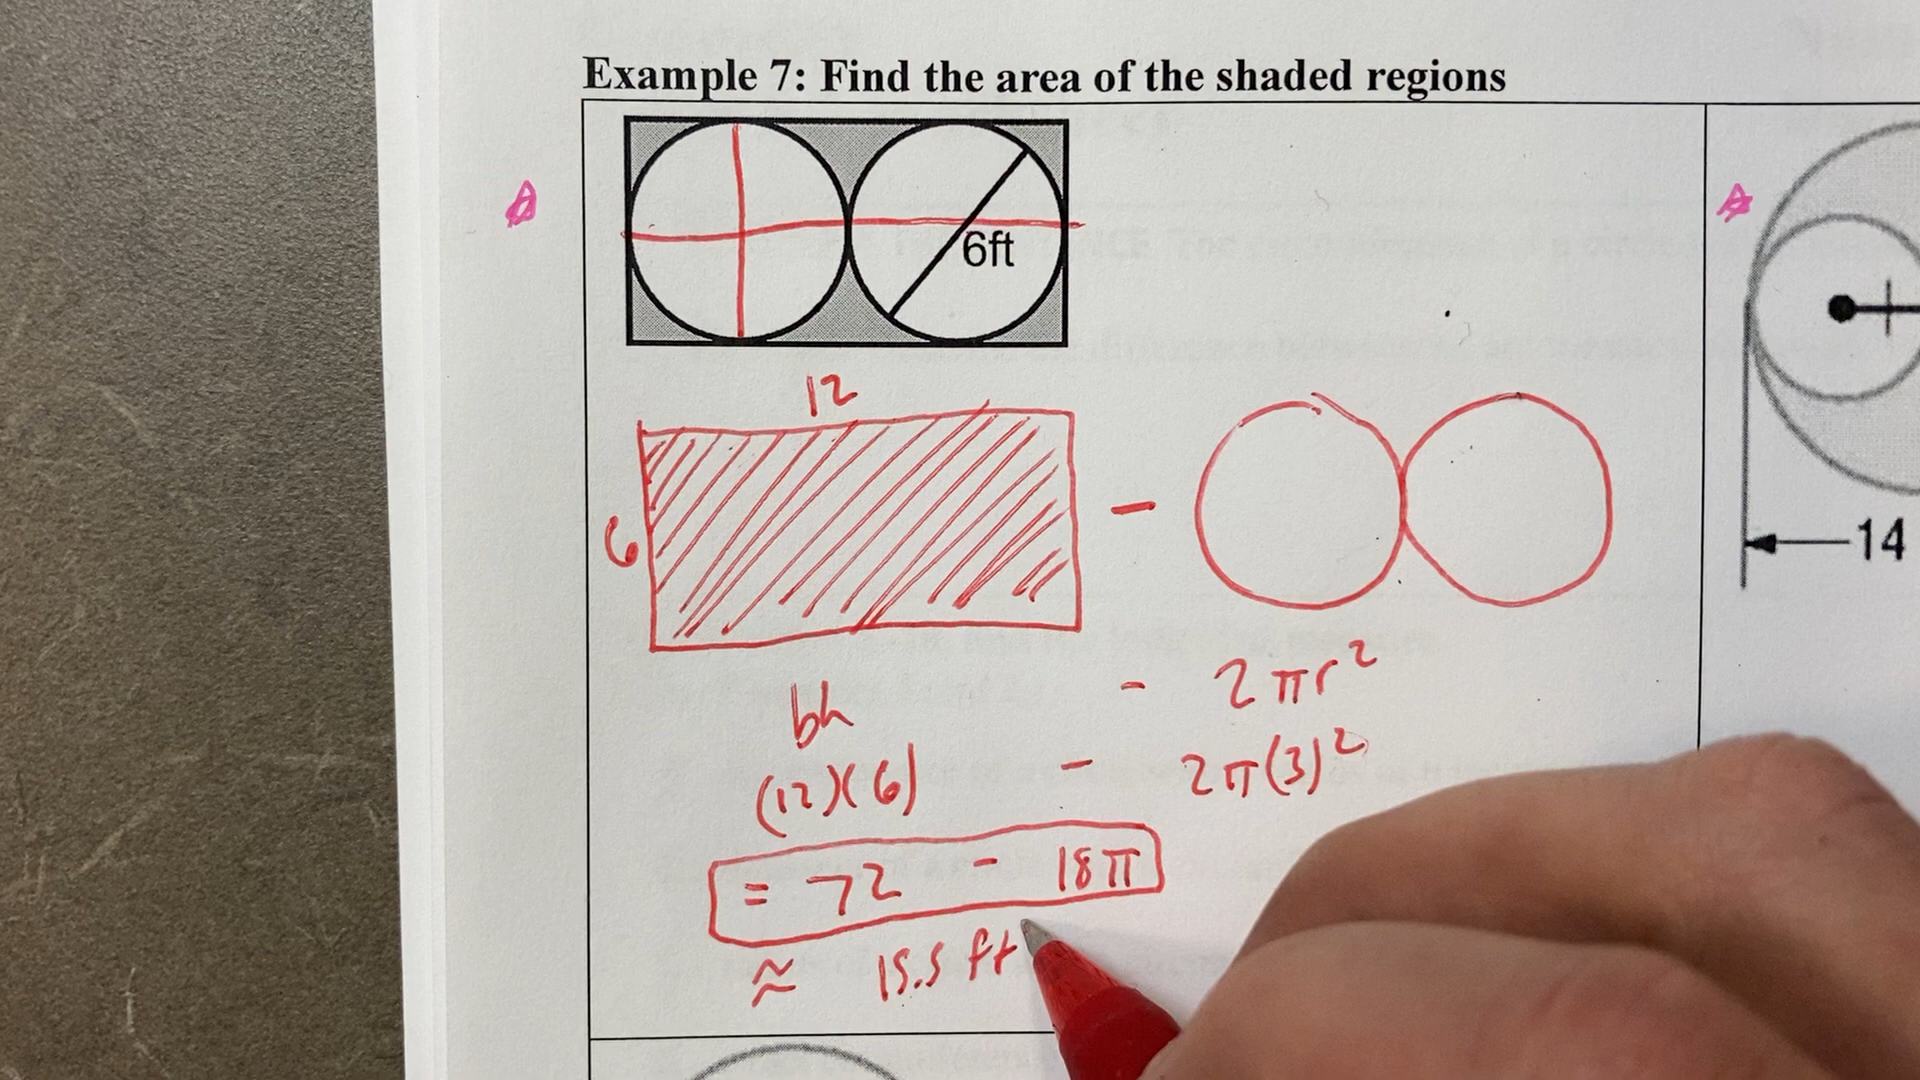 Example 7: Find the area of the shaded regions
6ft
12
6
-
14
bh - 2πr²
(12)(6) - 2π(3)²
= 72 - 18π
≈ 15.5 ft